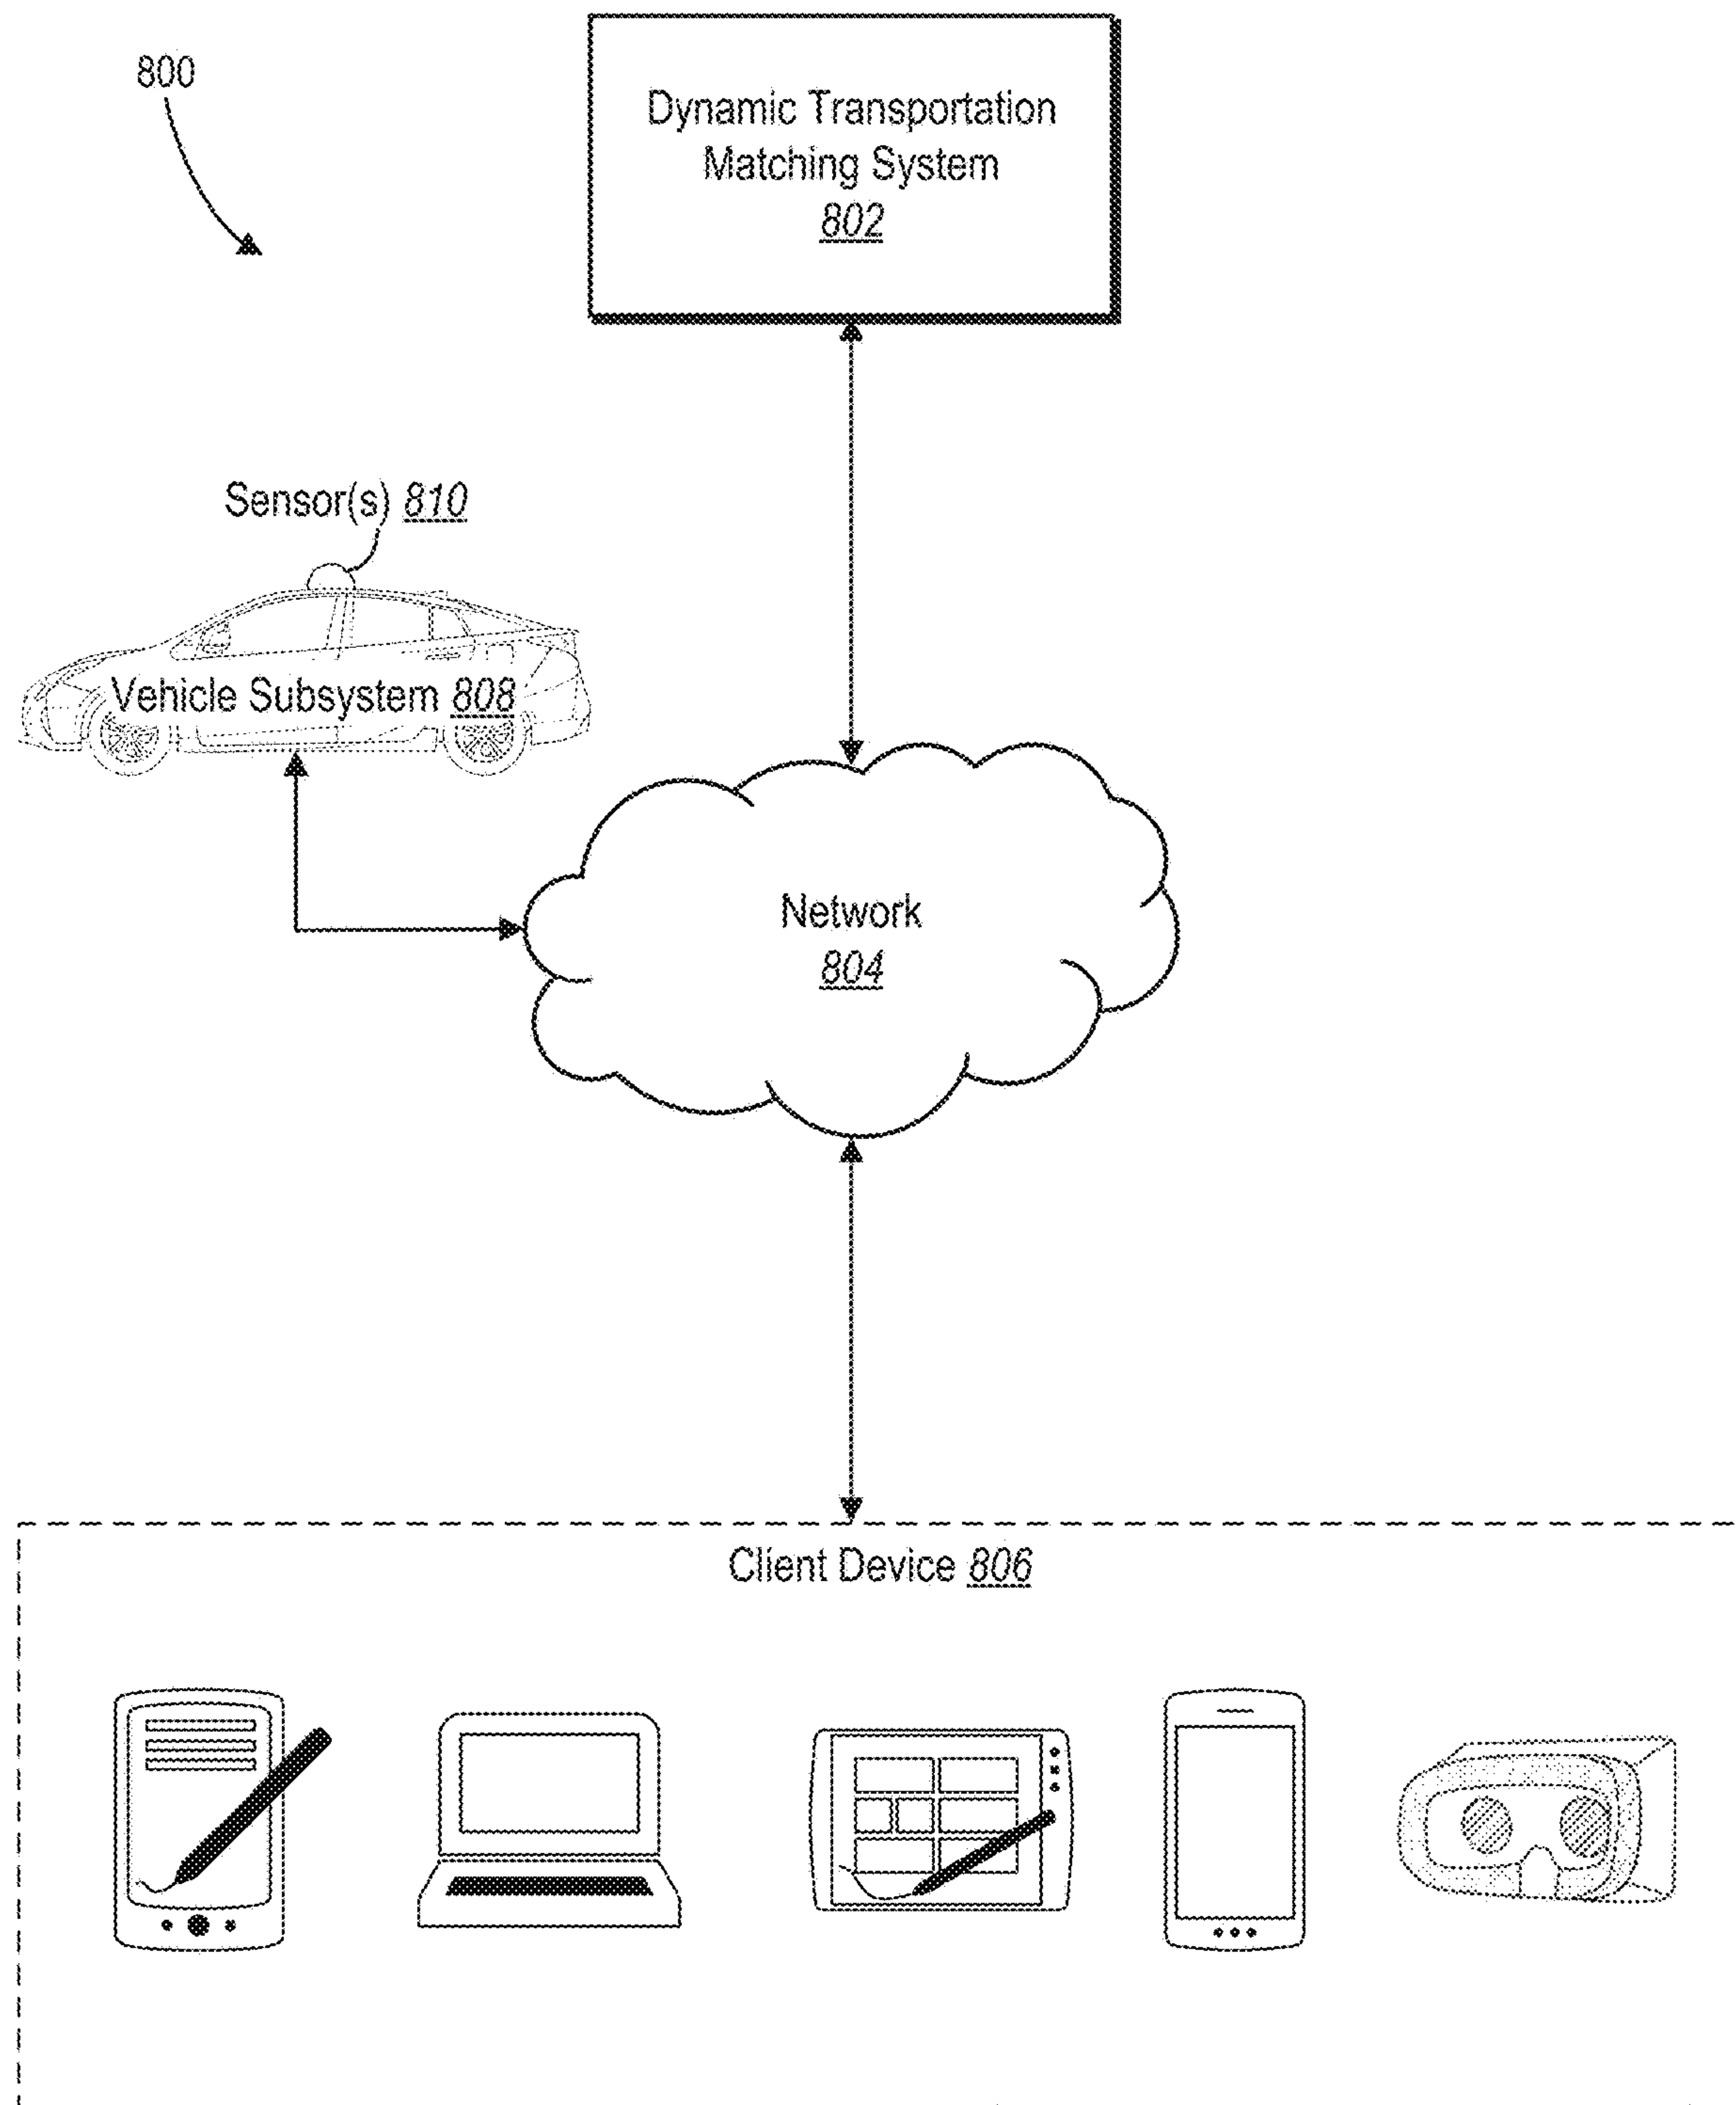 800
Dynamic Transportation
Matching System
802
Sensor(s) 810
Vehicle Subsystem 808
Network
804
Client Device 806